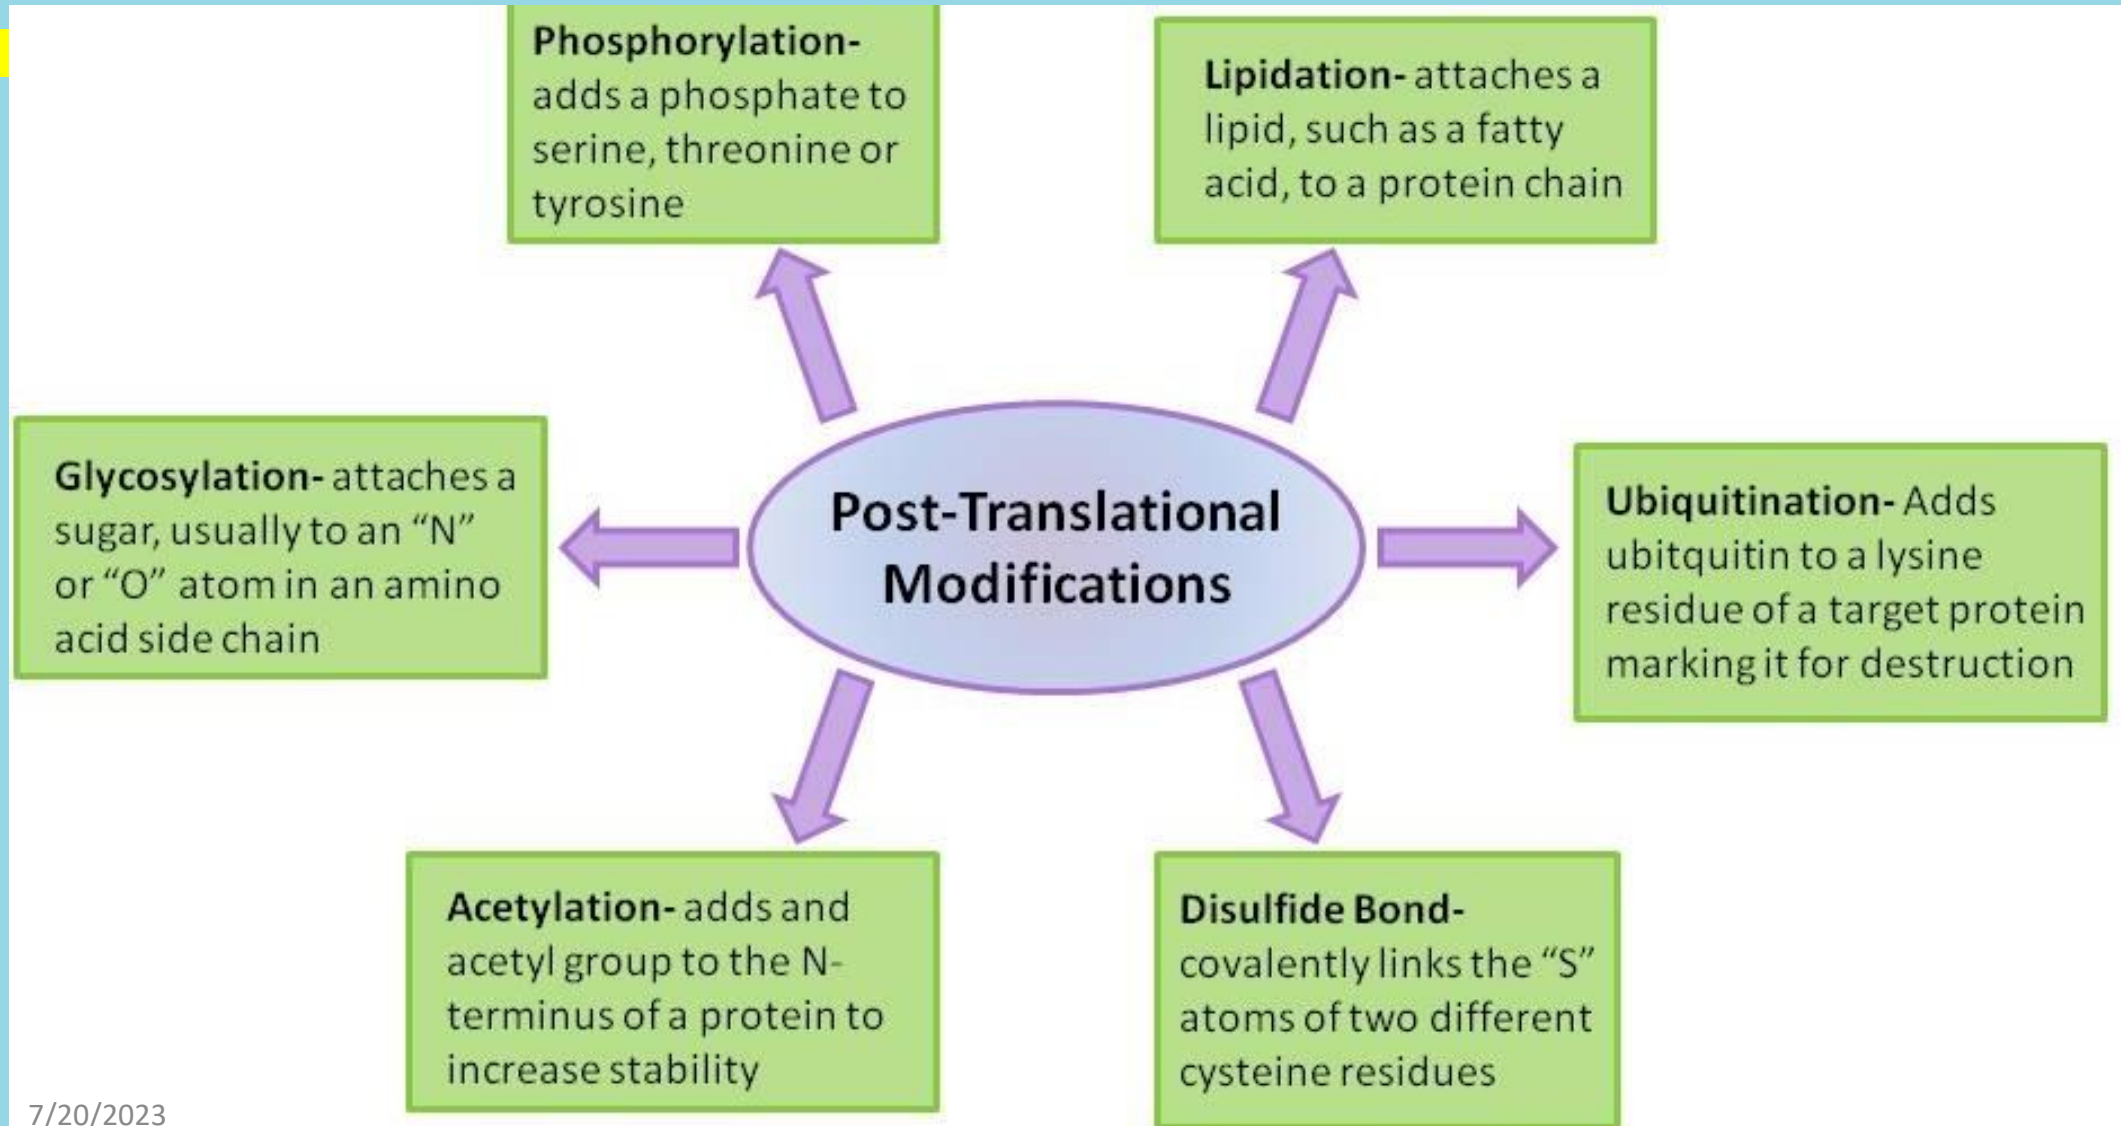 Phosphorylation-
adds a phosphate to
serine, threonine or
tyrosine
Lipidation- attaches a
lipid, such as a fatty
acid, to a protein chain
Glycosylation- attaches a
sugar, usually to an “N”
or “O” atom in an amino
acid side chain
Post-Translational
Modifications
Ubiquitination- Adds
ubitquitin to a lysine
residue of a target protein
marking it for destruction
Acetylation- adds and
acetyl group to the N-
terminus of a protein to
increase stability
Disulfide Bond-
covalently links the “S”
atoms of two different
cysteine residues
7/20/2023